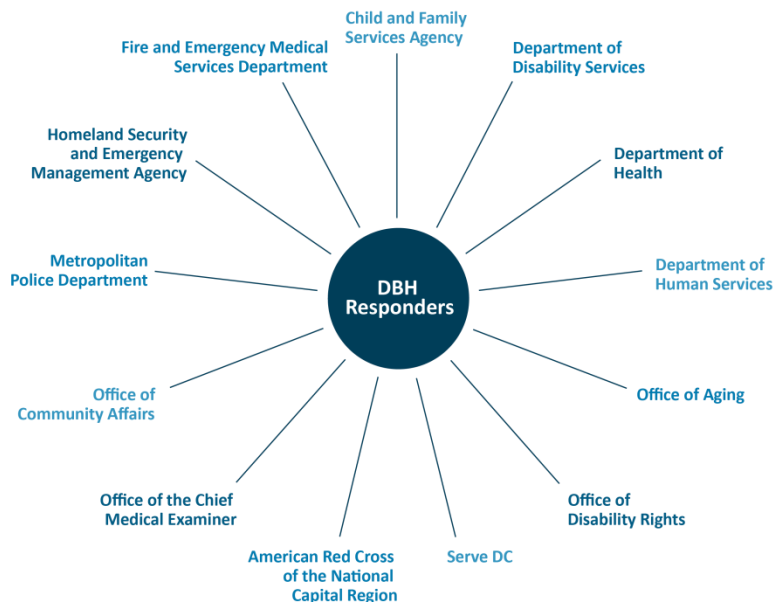 Child and Family
Services Agency
Fire and Emergency Medical
Services Department
Department of
Disability Services
Homeland Security
and Emergency
Management Agency
Department of
Health
Metropolitan
Police Department
DBH
Responders
Department of
Human Services
Office of
Community Affairs
Office of Aging
Office of the Chief
Medical Examiner
Office of
Disability Rights
American Red Cross
of the National
Capital Region
Serve DC